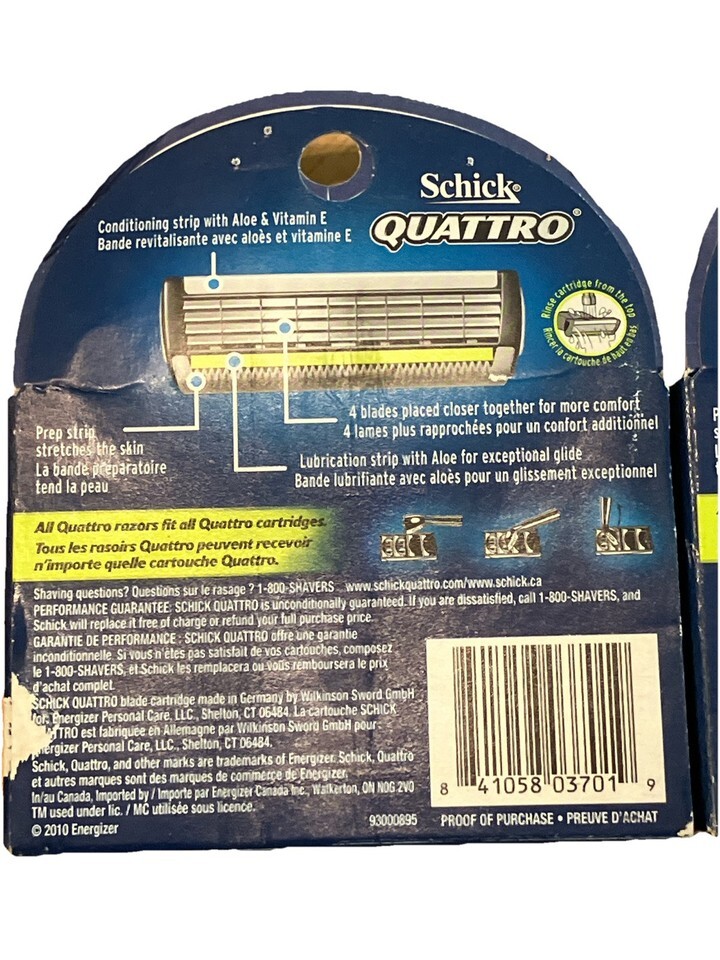 Schick®
QUATTRO®
Conditioning strip with Aloe & Vitamin E
Bande revitalisante avec aloès et vitamine E
Rinse cartridge from the top
Rincer la cartouche de haut en bas
4 blades placed closer together for more comfort
4 lames plus rapprochées pour un confort additionnel
Prep strip
stretches the skin
La bande préparatoire
tend la peau
Lubrication strip with Aloe for exceptional glide
Bande lubrifiante avec aloès pour un glissement exceptionnel
All Quattro razors fit all Quattro cartridges.
Tous les rasoirs Quattro peuvent recevoir
n'importe quelle cartouche Quattro.
Shaving questions? Questions sur le rasage ? 1-800-SHAVERS www.schickquattro.com/www.schick.ca
PERFORMANCE GUARANTEE: SCHICK QUATTRO is unconditionally guaranteed. If you are dissatisfied, call 1-800-SHAVERS, and
Schick will replace it free of charge or refund your full purchase price.
GARANTIE DE PERFORMANCE : SCHICK QUATTRO offre une garantie
inconditionnelle. Si vous n'êtes pas satisfait de vos cartouches, composez
le 1-800-SHAVERS, et Schick les remplacera ou vous remboursera le prix
d'achat complet.
SCHICK QUATTRO blade cartridge made in Germany by Wilkinson Sword GmbH
for Energizer Personal Care, LLC, Shelton, CT 06484. La cartouche SCHICK
TRO est fabriquée en Allemagne par Wilkinson Sword GmbH pour
ergizer Personal Care, LLC., Shelton, CT 06484.
Schick, Quattro, and other marks are trademarks of Energizer. Schick, Quattro
et autres marques sont des marques de commerce de Energizer.
In/au Canada, Imported by / Importé par Energizer Canada Inc., Walkerton, ON N0G 2V0
TM used under lic. / MC utilisée sous licence.
© 2010 Energizer
93000895
8 41058 03701 9
PROOF OF PURCHASE • PREUVE D'ACHAT